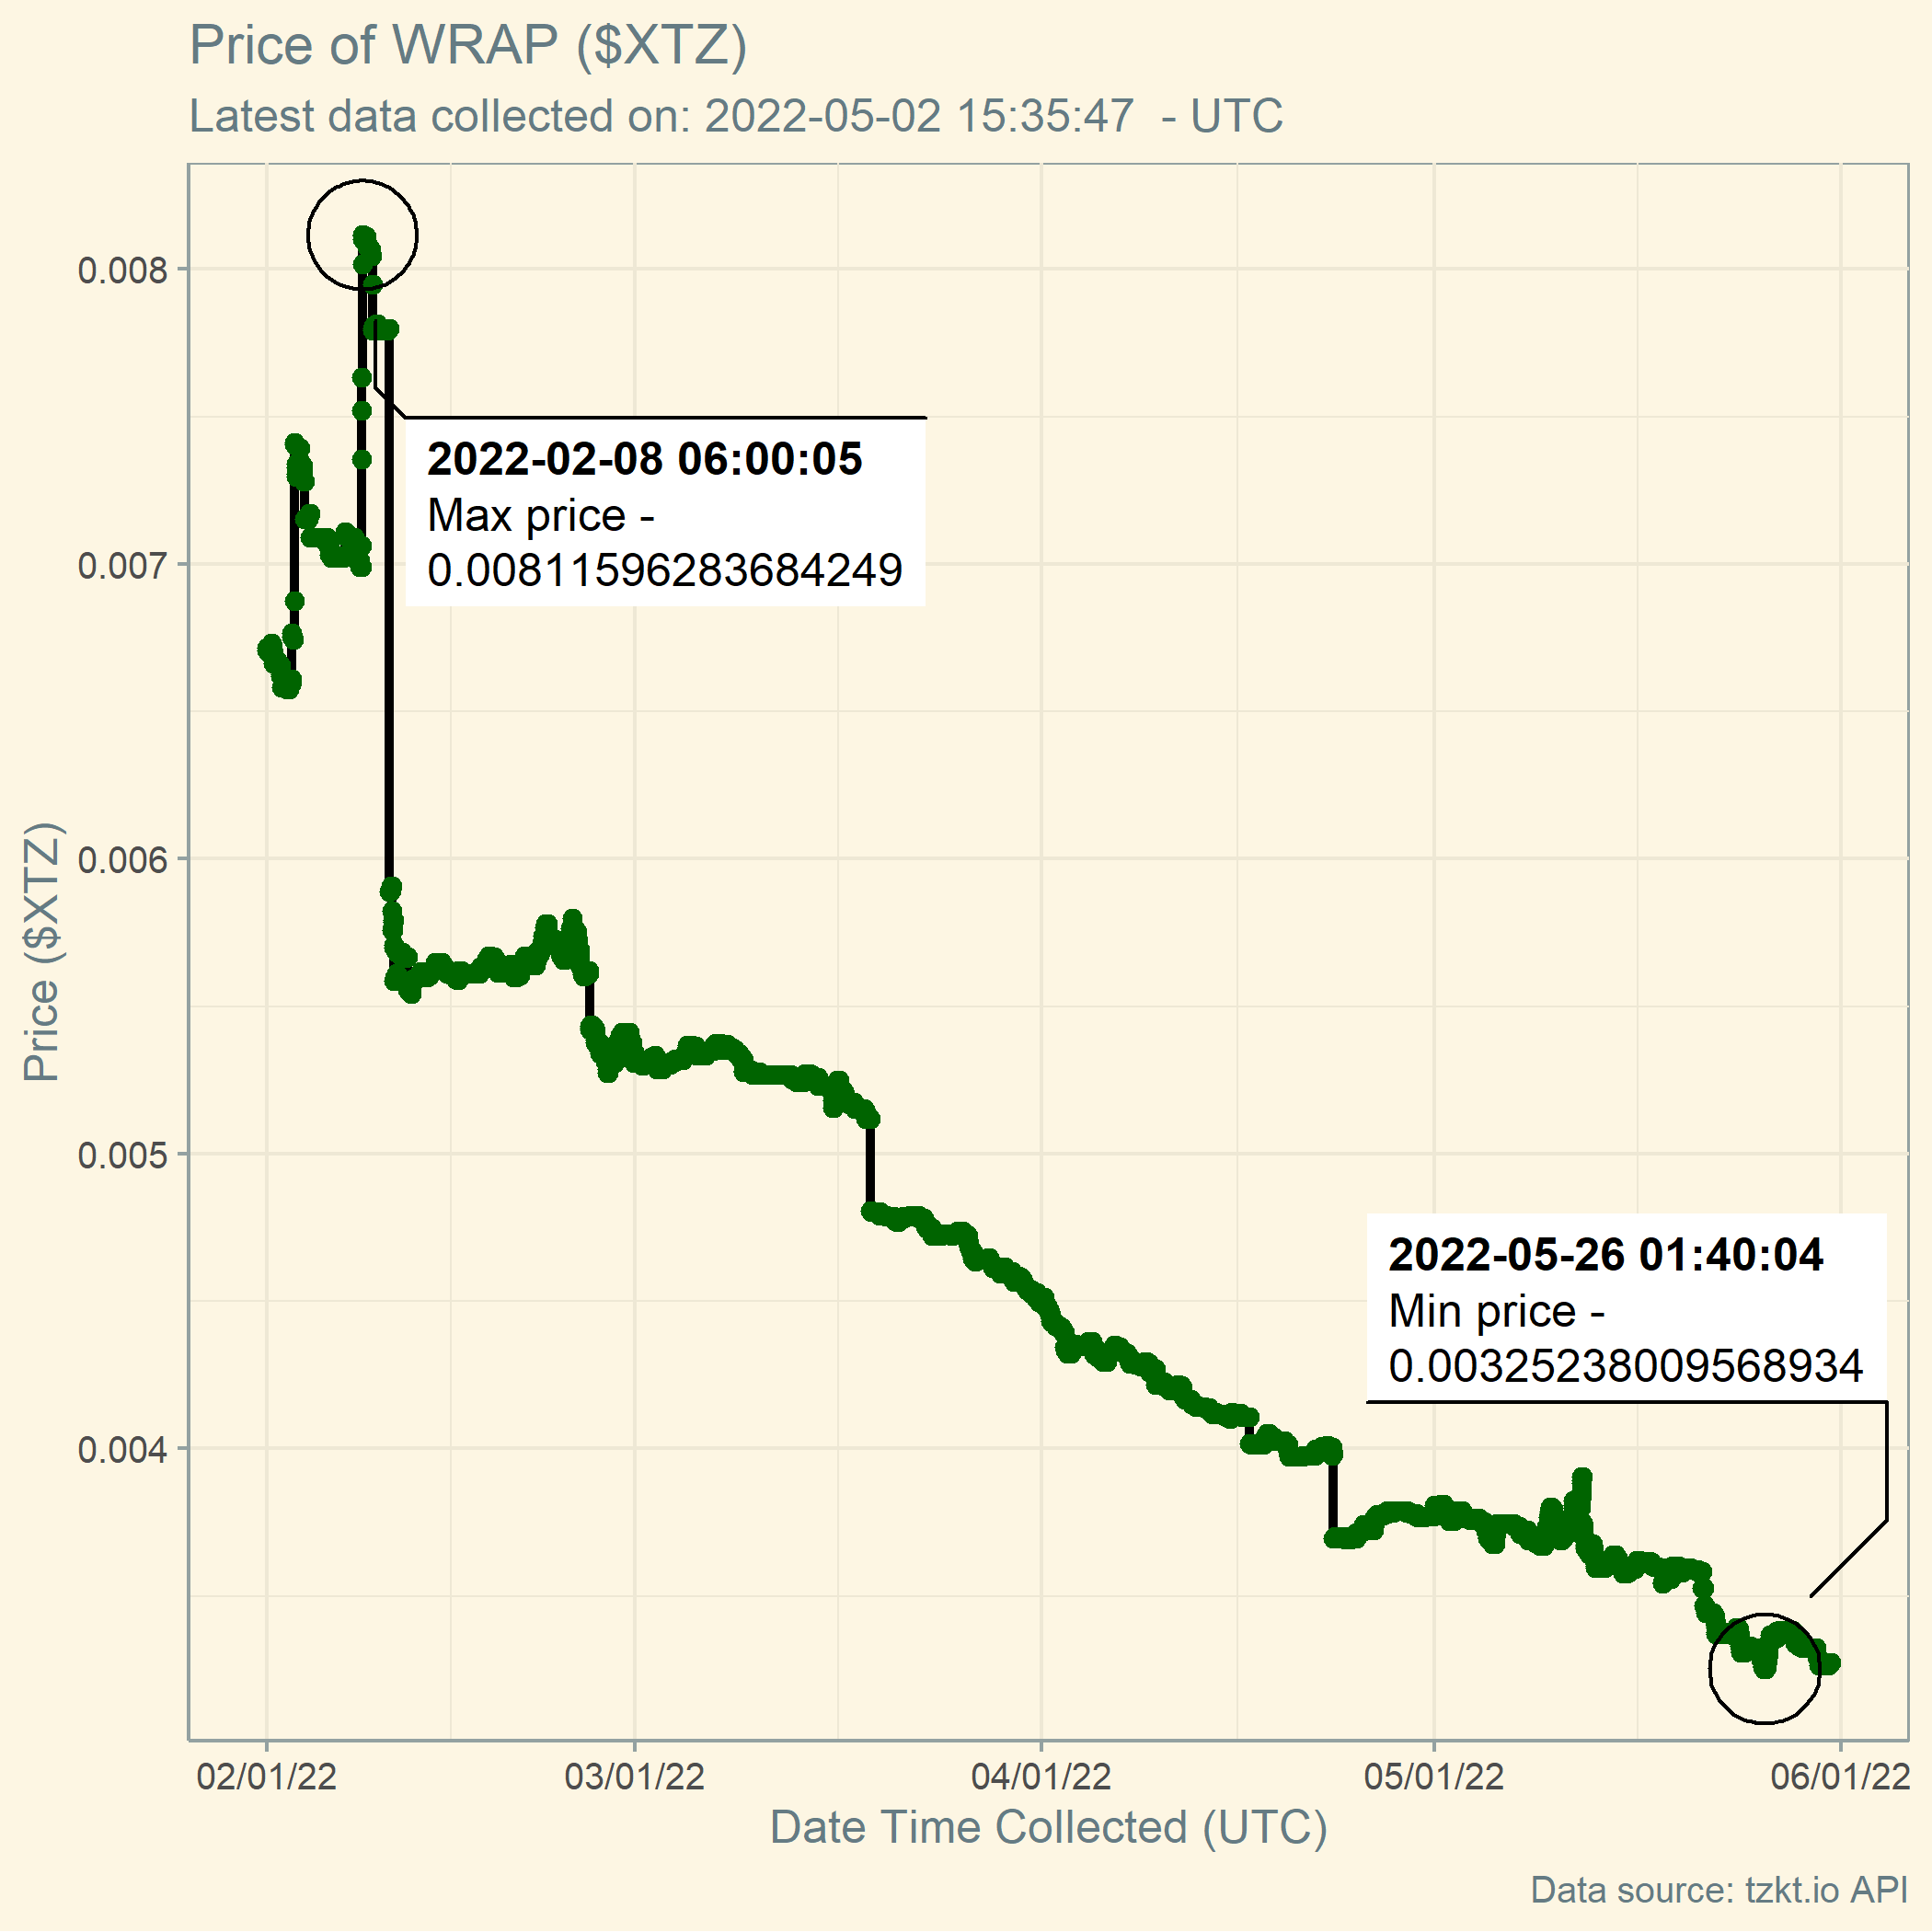 Price of WRAP ($XTZ)
Latest data collected on: 2022-05-02 15:35:47  - UTC
0.008
0.007
0.006
0.005
0.004
Price ($XTZ)
2022-02-08 06:00:05
Max price -
0.00811596283684249
2022-05-26 01:40:04
Min price -
0.00325238009568934
02/01/22
03/01/22
04/01/22
05/01/22
06/01/22
Date Time Collected (UTC)
Data source: tzkt.io API